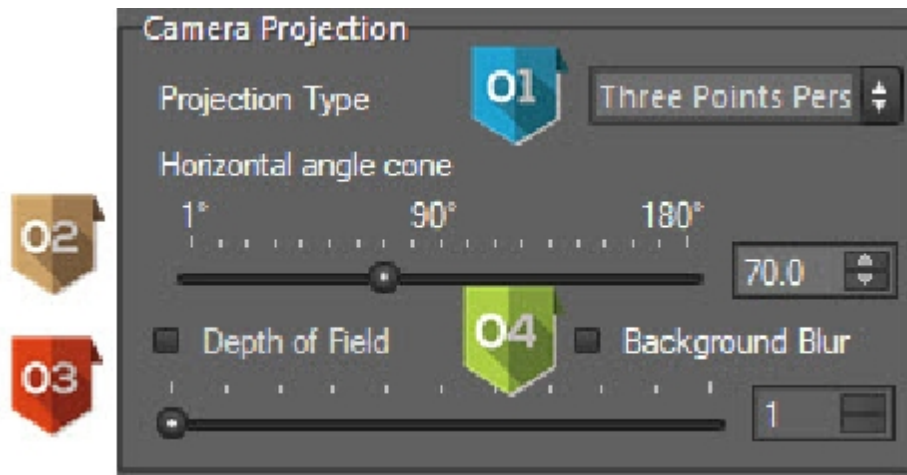 Camera Projection
Projection Type 01 Three Points Pers
Horizontal angle cone
02 1° 90° 180°
70.0
03 Depth of Field 04 Background Blur
1